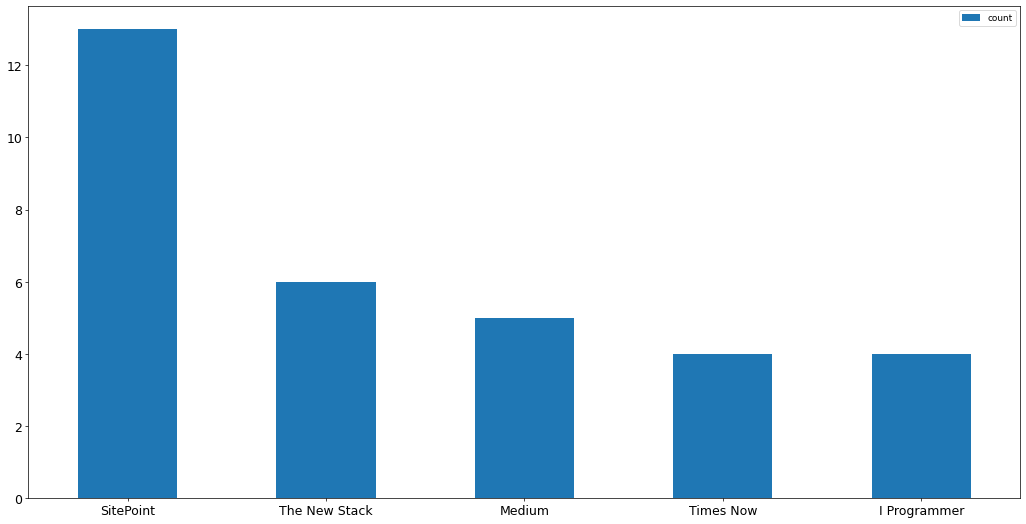 count
12
10
8
6
4
2
0
SitePoint
The New Stack
Medium
Times Now
I Programmer